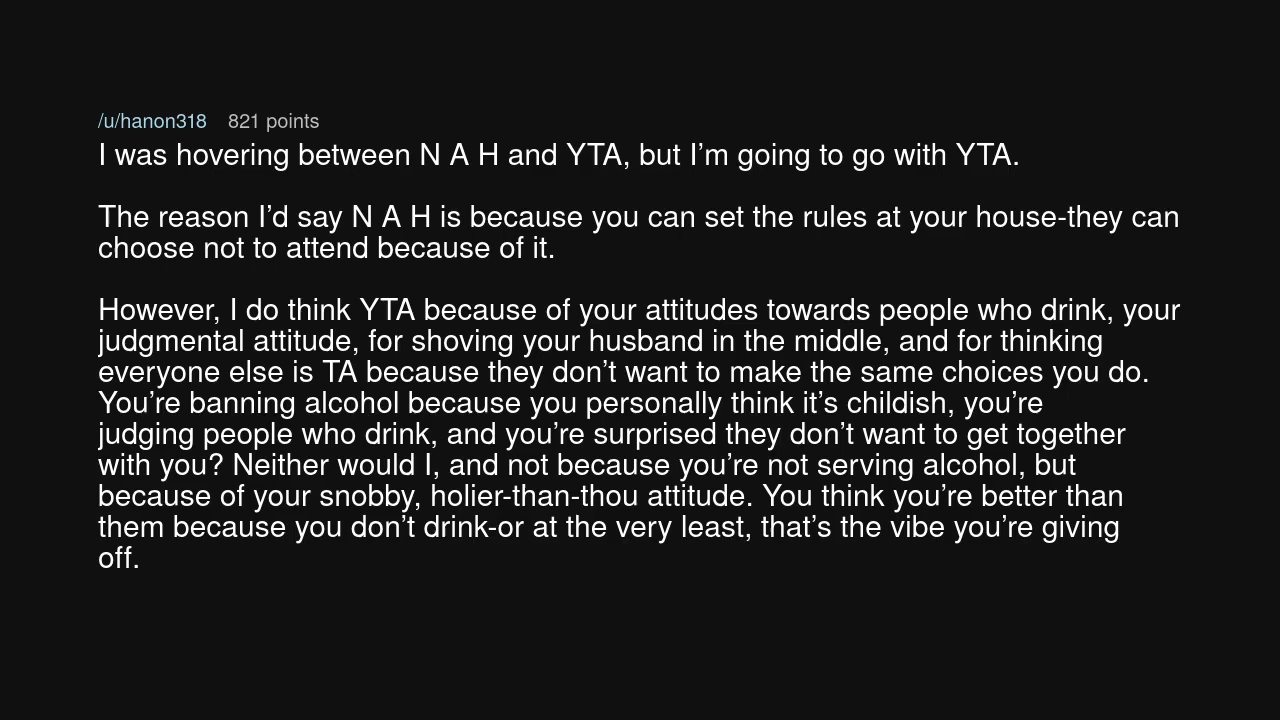 /u/hanon318 821 points
I was hovering between N A H and YTA, but I’m going to go with YTA.
The reason I’d say N A H is because you can set the rules at your house-they can
choose not to attend because of it.
However, I do think YTA because of your attitudes towards people who drink, your
judgmental attitude, for shoving your husband in the middle, and for thinking
everyone else is TA because they don’t want to make the same choices you do.
You’re banning alcohol because you personally think it’s childish, you’re
judging people who drink, and you’re surprised they don’t want to get together
with you? Neither would I, and not because you’re not serving alcohol, but
because of your snobby, holier-than-thou attitude. You think you’re better than
them because you don’t drink-or at the very least, that’s the vibe you’re giving
off.